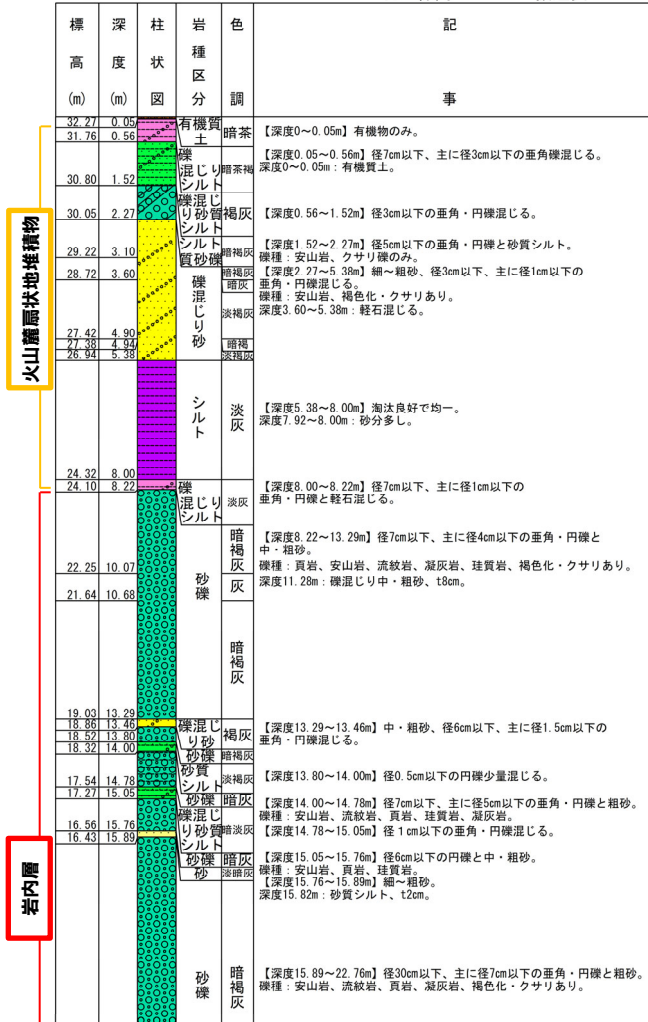 標高(m) 深度(m) 柱状図 岩種区分 色調 記事
火山麓扇状地堆積物
岩内層
32.27 0.05
31.76 0.56
30.80 1.52
30.05 2.27
29.22 3.10
28.72 3.60
27.42 4.90
27.38 4.94
26.94 5.38
24.32 8.00
24.10 8.22
22.25 10.07
21.64 10.68
19.03 13.29
18.86 13.46
18.52 13.80
18.32 14.00
17.54 14.78
17.27 15.05
16.56 15.76
16.43 15.89
有機質土
礫混じりシルト
礫混じり砂質シルト
シルト質砂礫
礫混じり砂
シルト
礫混じりシルト
砂礫
礫混じり砂
砂礫
砂質シルト
砂礫
礫混じり砂質シルト
砂礫
砂
砂礫
暗茶
暗茶褐
褐灰
暗褐灰
暗褐灰
暗灰
淡褐灰
暗褐
淡褐灰
淡灰
淡灰
暗褐灰
灰
暗褐灰
褐灰
暗褐灰
淡褐灰
暗灰
暗淡灰
暗灰
淡暗灰
暗褐灰
【深度0～0.05m】有機物のみ。
【深度0.05～0.56m】径7cm以下、主に径3cm以下の亜角礫混じる。
深度0～0.05m：有機質土。
【深度0.56～1.52m】径3cm以下の亜角・円礫混じる。
【深度1.52～2.27m】径5cm以下の亜角・円礫と砂質シルト。
礫種：安山岩、クサリ礫のみ。
【深度2.27～5.38m】細～粗砂、径3cm以下、主に径1cm以下の
亜角・円礫混じる。
礫種：安山岩、褐色化・クサリあり。
深度3.60～5.38m：軽石混じる。
【深度5.38～8.00m】淘汰良好で均一。
深度7.92～8.00m：砂分多し。
【深度8.00～8.22m】径7cm以下、主に径1cm以下の
亜角・円礫と軽石混じる。
【深度8.22～13.29m】径7cm以下、主に径4cm以下の亜角・円礫と
中・粗砂。
礫種：頁岩、安山岩、流紋岩、凝灰岩、珪質岩、褐色化・クサリあり。
深度11.28m：礫混じり中・粗砂、t8cm。
【深度13.29～13.46m】中・粗砂、径6cm以下、主に径1.5cm以下の
亜角・円礫混じる。
【深度13.80～14.00m】径0.5cm以下の円礫少量混じる。
【深度14.00～14.78m】径7cm以下、主に径5cm以下の亜角・円礫と粗砂。
礫種：安山岩、流紋岩、頁岩、珪質岩、凝灰岩。
【深度14.78～15.05m】径１cm以下の亜角・円礫混じる。
【深度15.05～15.76m】径6cm以下の円礫と中・粗砂。
礫種：安山岩、頁岩、珪質岩。
【深度15.76～15.89m】細～粗砂。
深度15.82m：砂質シルト、t2cm。
【深度15.89～22.76m】径30cm以下、主に径7cm以下の亜角・円礫と粗砂。
礫種：安山岩、流紋岩、頁岩、凝灰岩、褐色化・クサリあり。